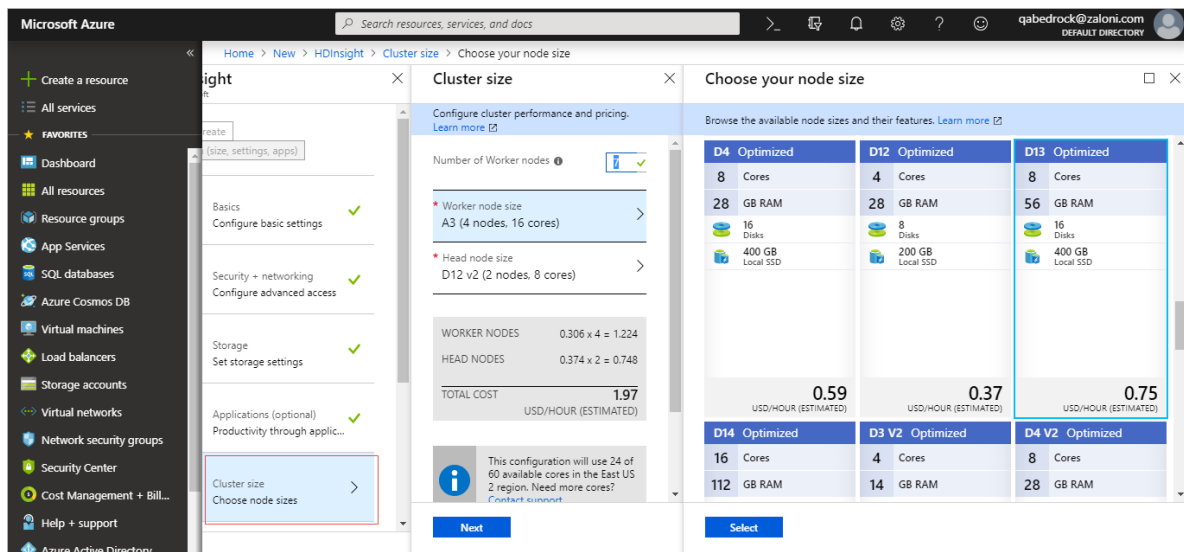 Microsoft Azure
Search resources, services, and docs
qabedrock@zaloni.com
DEFAULT DIRECTORY
Home > New > HDInsight > Cluster size > Choose your node size
Create a resource
All services
FAVORITES
Dashboard
All resources
Resource groups
App Services
SQL databases
Azure Cosmos DB
Virtual machines
Load balancers
Storage accounts
Virtual networks
Network security groups
Security Center
Cost Management + Bill...
Help + support
Azure Active Directory
ight
ft
reate
(size, settings, apps)
Basics
Configure basic settings
Security + networking
Configure advanced access
Storage
Set storage settings
Applications (optional)
Productivity through applic...
Cluster size
Choose node sizes
Cluster size
Configure cluster performance and pricing.
Learn more
Number of Worker nodes
7
* Worker node size
A3 (4 nodes, 16 cores)
* Head node size
D12 v2 (2 nodes, 8 cores)
WORKER NODES 0.306 x 4 = 1.224
HEAD NODES 0.374 x 2 = 0.748
TOTAL COST 1.97
USD/HOUR (ESTIMATED)
This configuration will use 24 of
60 available cores in the East US
2 region. Need more cores?
Contact support
Next
Choose your node size
Browse the available node sizes and their features. Learn more
D4 Optimized
8 Cores
28 GB RAM
16
Disks
400 GB
Local SSD
0.59
USD/HOUR (ESTIMATED)
D12 Optimized
4 Cores
28 GB RAM
8
Disks
200 GB
Local SSD
0.37
USD/HOUR (ESTIMATED)
D13 Optimized
8 Cores
56 GB RAM
16
Disks
400 GB
Local SSD
0.75
USD/HOUR (ESTIMATED)
D14 Optimized
16 Cores
112 GB RAM
D3 V2 Optimized
4 Cores
14 GB RAM
D4 V2 Optimized
8 Cores
28 GB RAM
Select